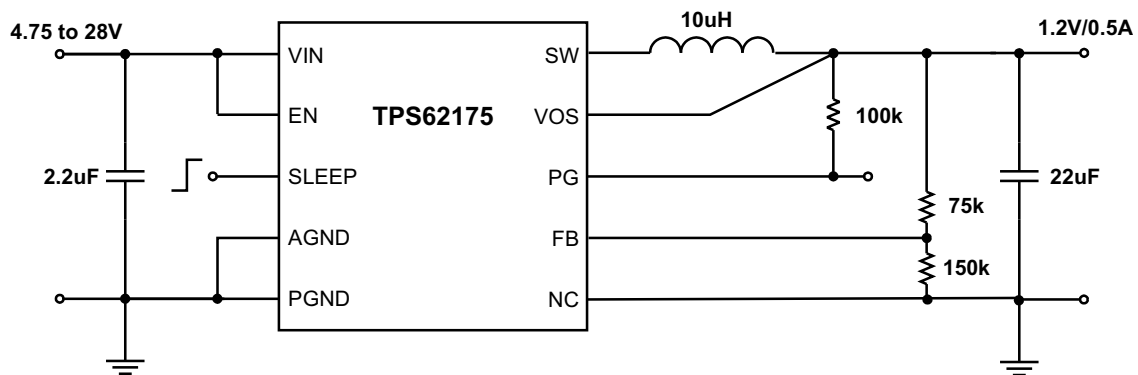 4.75 to 28V
10uH
1.2V/0.5A
VIN
SW
EN
TPS62175
VOS
100k
2.2uF
SLEEP
PG
22uF
75k
AGND
FB
150k
PGND
NC